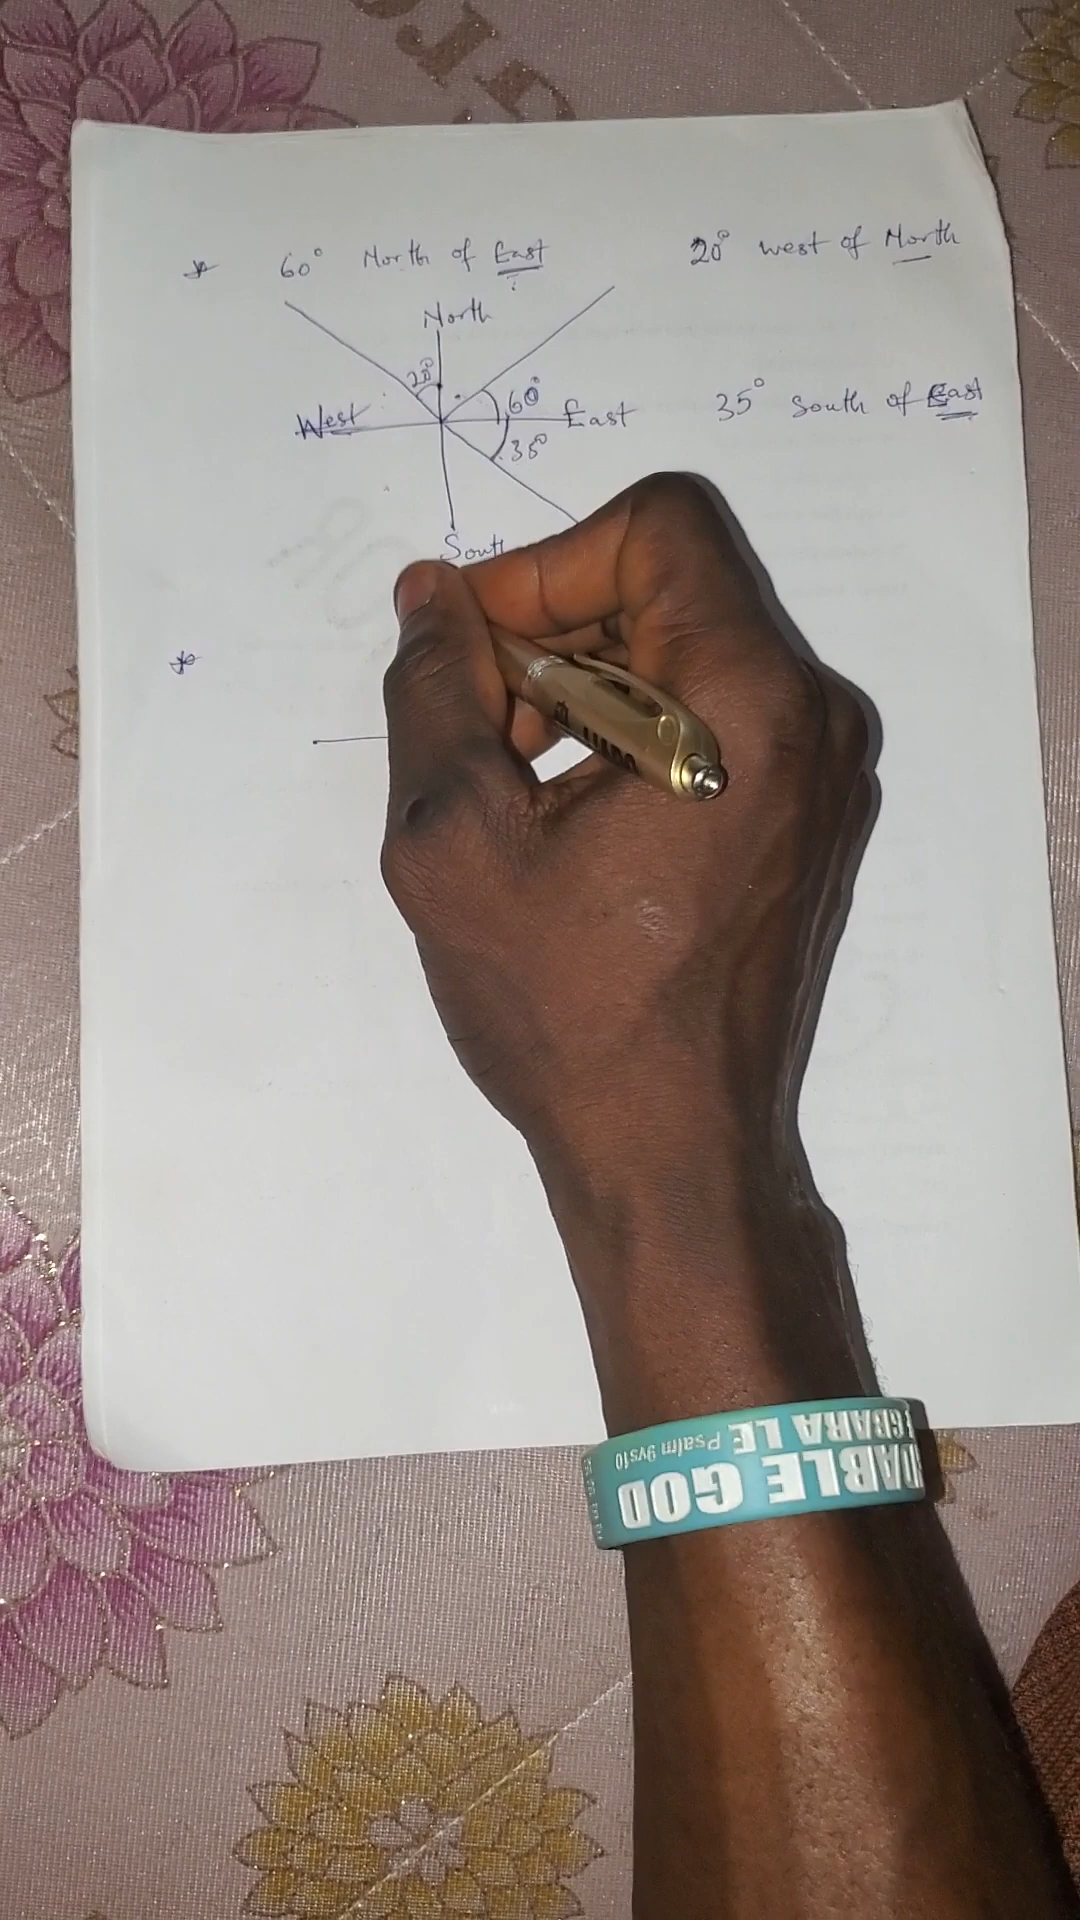 60° North of East
20° west of North
North
20°
60°
West
East
35° South of East
35°
South
DABLE GOD
GBARA LE Psalm 9vs10